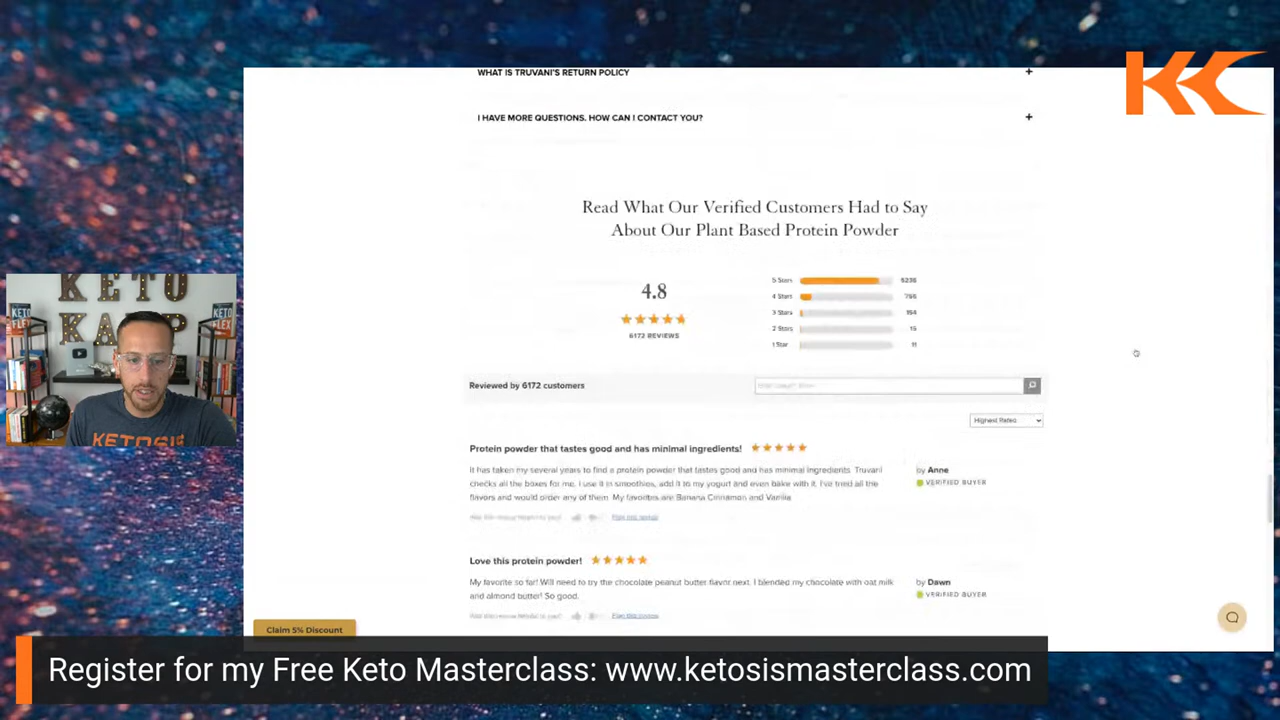 WHAT IS TRUVANI'S RETURN POLICY
+
I HAVE MORE QUESTIONS. HOW CAN I CONTACT YOU?
+
KC
Read What Our Verified Customers Had to Say
About Our Plant Based Protein Powder
4.8
6172 REVIEWS
5 Stars 5236
4 Stars
3 Stars
2 Stars 15
1 Star 11
Reviewed by 6172 customers
Highest Rated
Protein powder that tastes good and has minimal ingredients!
It has taken my several years to find a protein powder that tastes good and has minimal ingredients. Truvani
checks all the boxes for me. I use it in smoothies, add it to my yogurt and even bake with it. I've tried all the
flavors and would order any of them. My favorites are Banana Cinnamon and Vanilla
by Anne
VERIFIED BUYER
Love this protein powder!
My favorite so far! Will need to try the chocolate peanut butter flavor next. I blended my chocolate with oat milk
and almond butter! So good.
by Dawn
VERIFIED BUYER
Claim 5% Discount
KETO
KAMP
KETO
FLEX
KETO
FLEX
KETOSIS
Register for my Free Keto Masterclass: www.ketosismasterclass.com